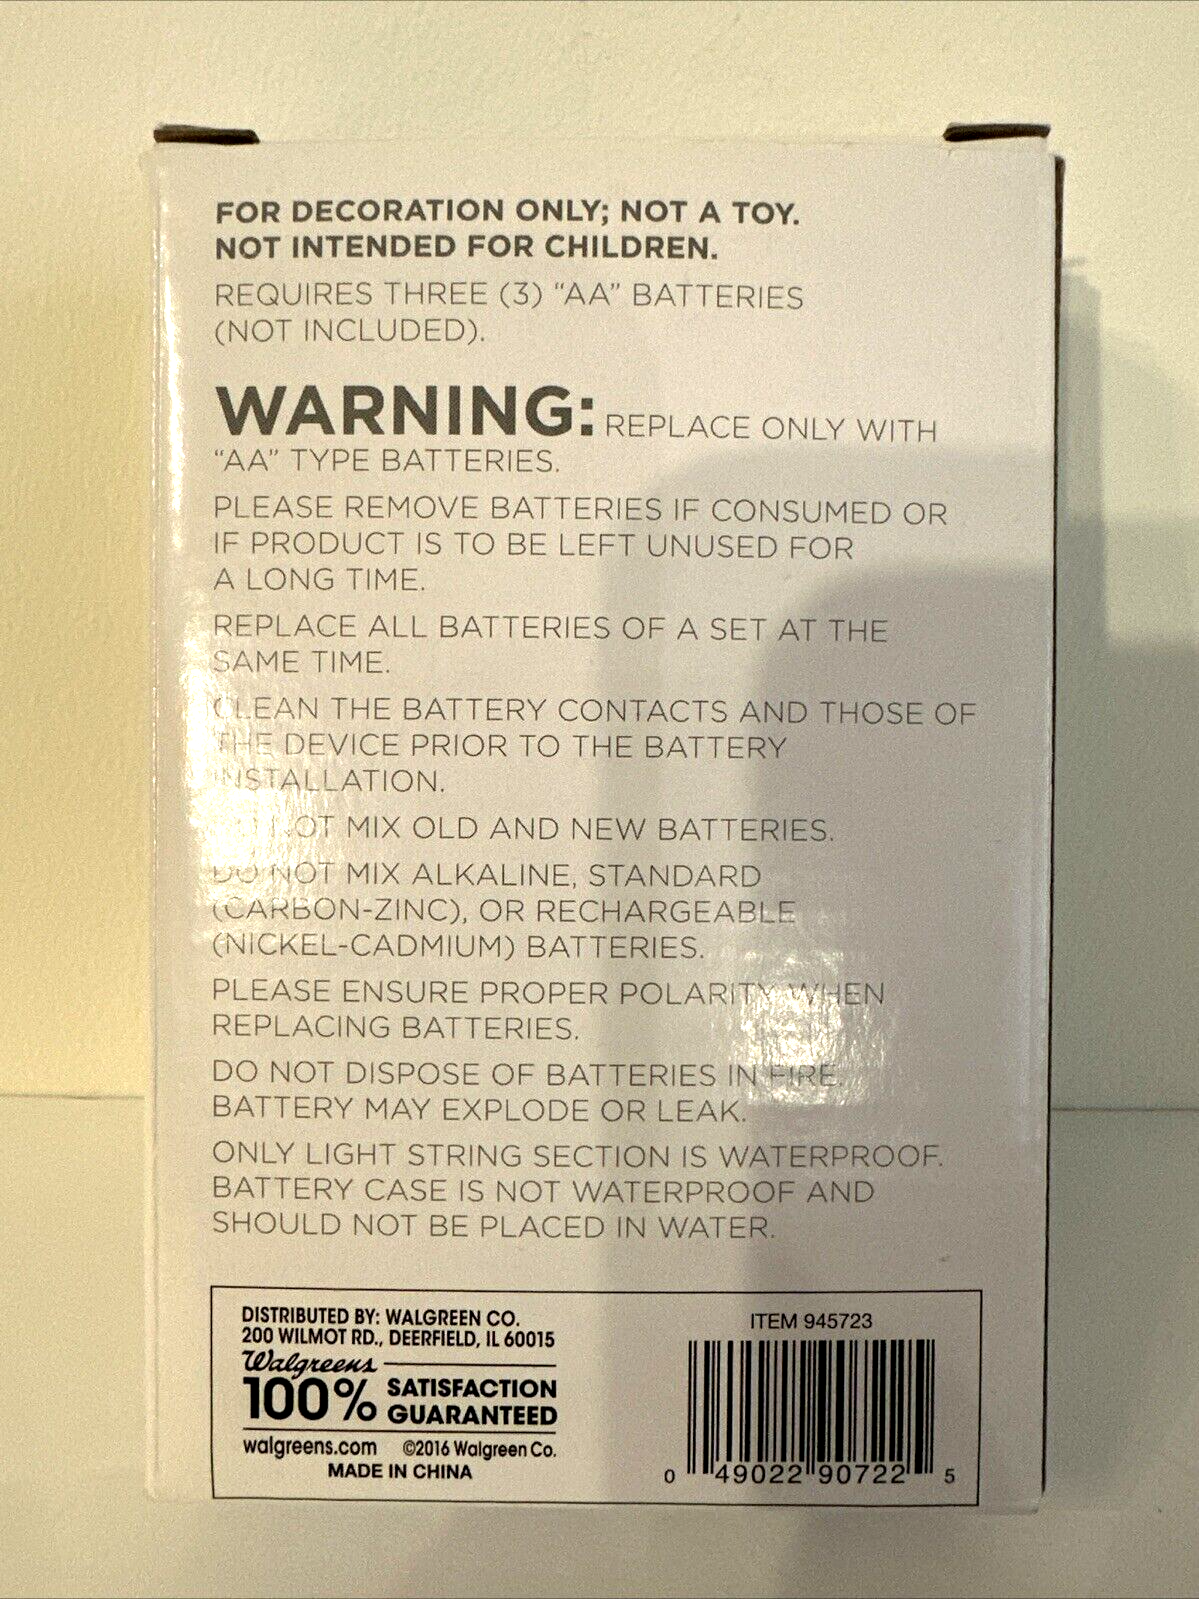 FOR DECORATION ONLY; NOT A TOY.
NOT INTENDED FOR CHILDREN.
REQUIRES THREE (3) “AA” BATTERIES
(NOT INCLUDED).
WARNING: REPLACE ONLY WITH
“AA” TYPE BATTERIES.
PLEASE REMOVE BATTERIES IF CONSUMED OR
IF PRODUCT IS TO BE LEFT UNUSED FOR
A LONG TIME.
REPLACE ALL BATTERIES OF A SET AT THE
SAME TIME.
CLEAN THE BATTERY CONTACTS AND THOSE OF
THE DEVICE PRIOR TO THE BATTERY
INSTALLATION.
DO NOT MIX OLD AND NEW BATTERIES.
DO NOT MIX ALKALINE, STANDARD
(CARBON-ZINC), OR RECHARGEABLE
(NICKEL-CADMIUM) BATTERIES.
PLEASE ENSURE PROPER POLARITY WHEN
REPLACING BATTERIES.
DO NOT DISPOSE OF BATTERIES IN FIRE.
BATTERY MAY EXPLODE OR LEAK.
ONLY LIGHT STRING SECTION IS WATERPROOF.
BATTERY CASE IS NOT WATERPROOF AND
SHOULD NOT BE PLACED IN WATER.
DISTRIBUTED BY: WALGREEN CO.
200 WILMOT RD., DEERFIELD, IL 60015
Walgreens
100% SATISFACTION
GUARANTEED
walgreens.com ©2016 Walgreen Co.
MADE IN CHINA
ITEM 945723
0 49022 90722 5